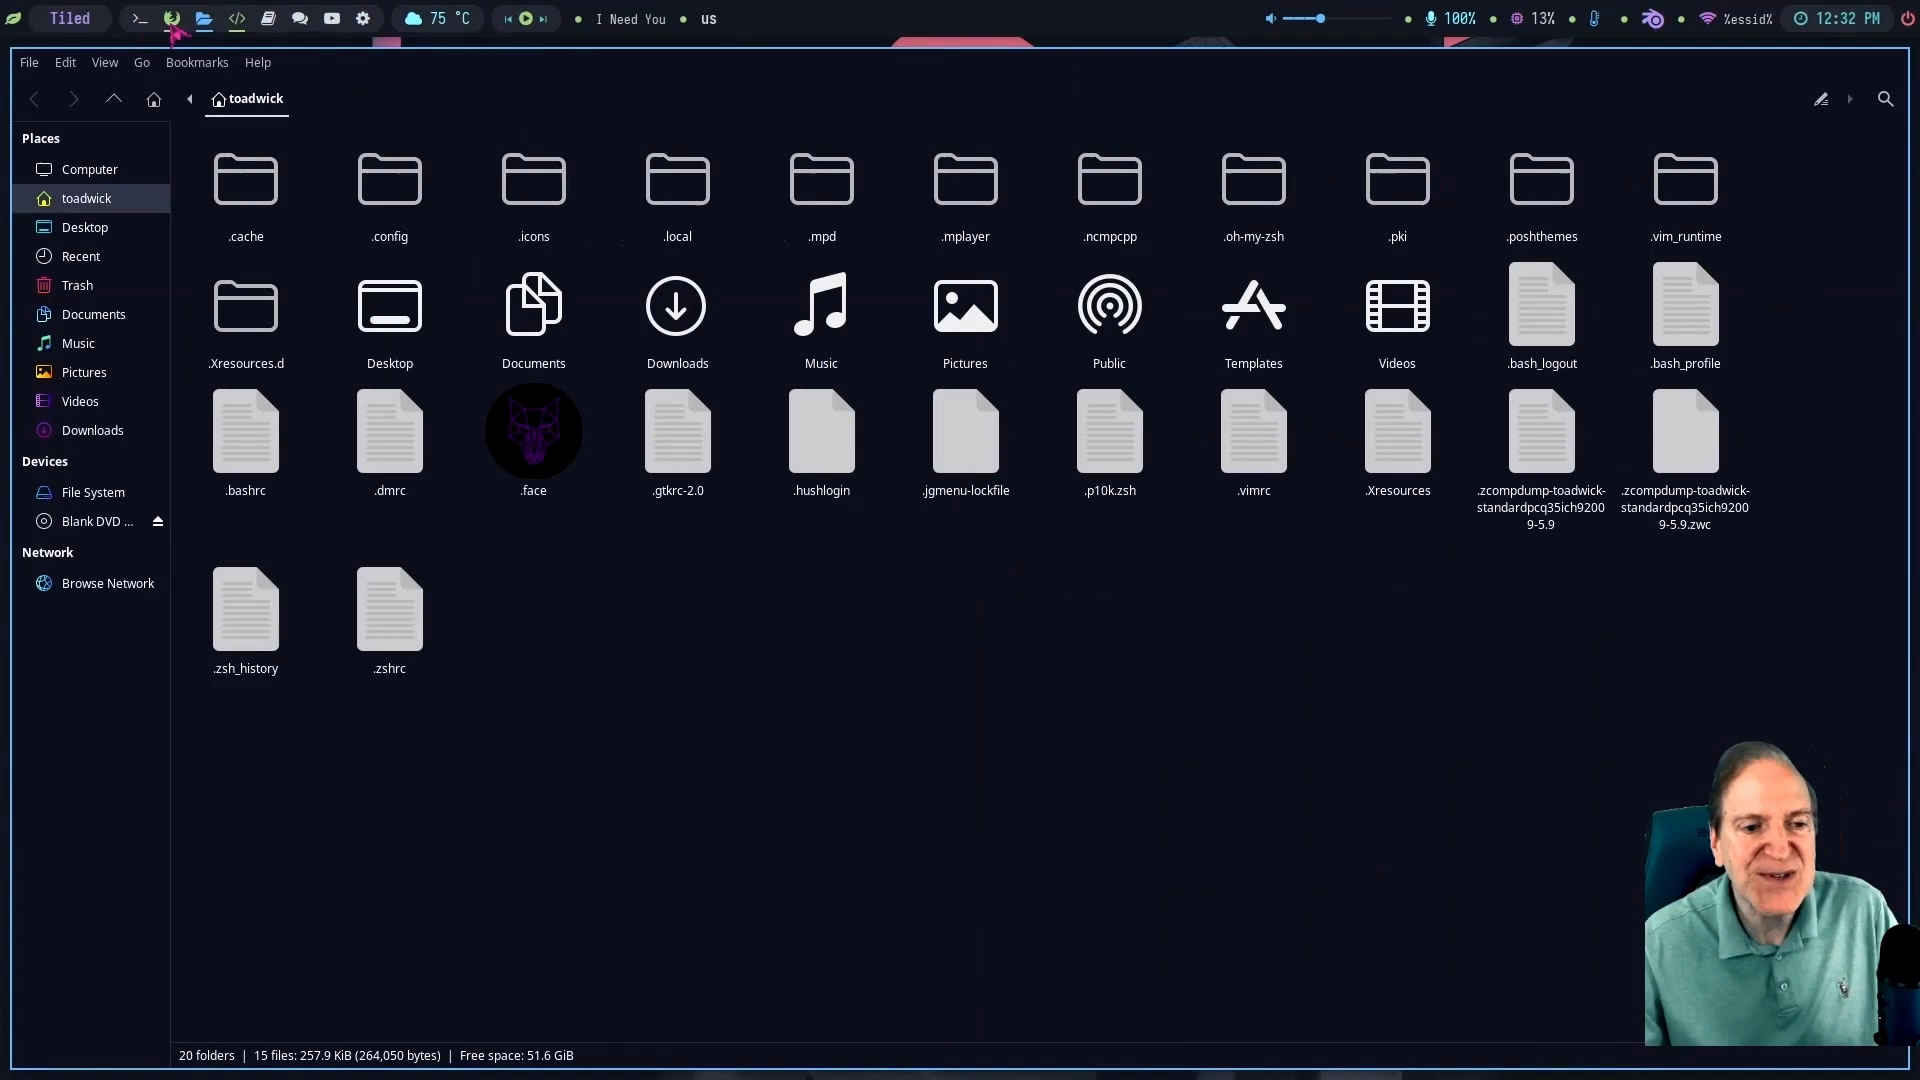 Tiled
75 °C
I Need You
us
100%
13%
%essid%
12:32 PM
File Edit View Go Bookmarks Help
toadwick
Places
Computer
toadwick
Desktop
Recent
Trash
Documents
Music
Pictures
Videos
Downloads
Devices
File System
Blank DVD ...
Network
Browse Network
.cache .config .icons .local .mpd .mplayer .ncmpcpp .oh-my-zsh .pki .poshthemes .vim_runtime
.Xresources.d Desktop Documents Downloads Music Pictures Public Templates Videos .bash_logout .bash_profile
.bashrc .dmrc .face .gtkrc-2.0 .hushlogin .jgmenu-lockfile .p10k.zsh .vimrc .Xresources
.zcompdump-toadwick-
standardpcq35ich9200
9-5.9
.zcompdump-toadwick-
standardpcq35ich9200
9-5.9.zwc
.zsh_history .zshrc
20 folders | 15 files: 257.9 KiB (264,050 bytes) | Free space: 51.6 GiB